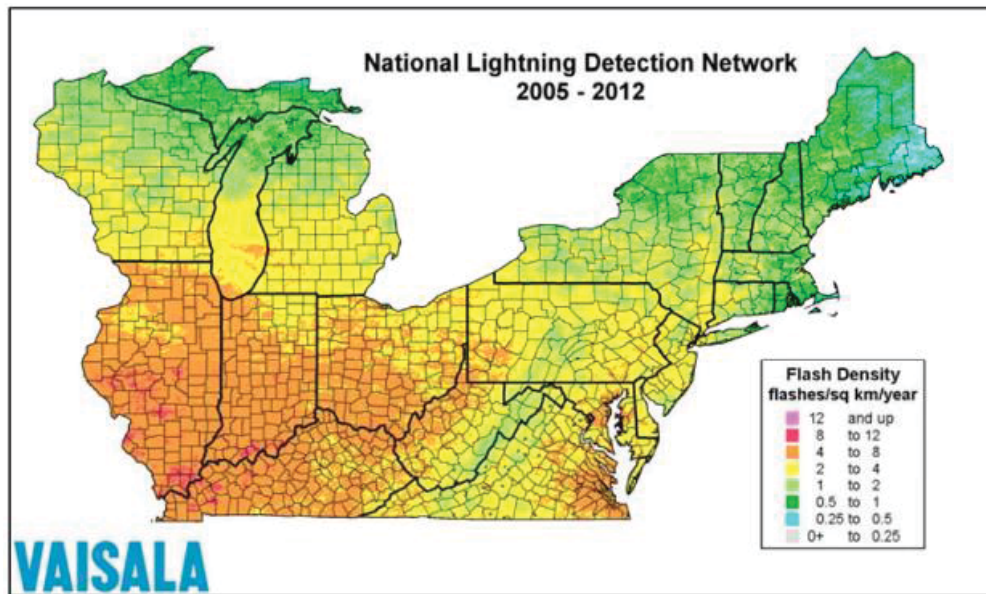 National Lightning Detection Network
2005 - 2012
Flash Density
flashes/sq km/year
12 and up
8 to 12
4 to 8
2 to 4
1 to 2
0.5 to 1
0.25 to 0.5
0+ to 0.25
VAISALA